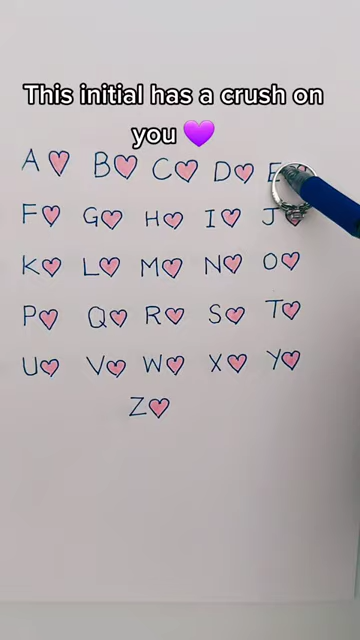 This initial has a crush on
you 💜
A B C D E
F G H I J
K L M N O
P Q R S T
U V W X Y
Z